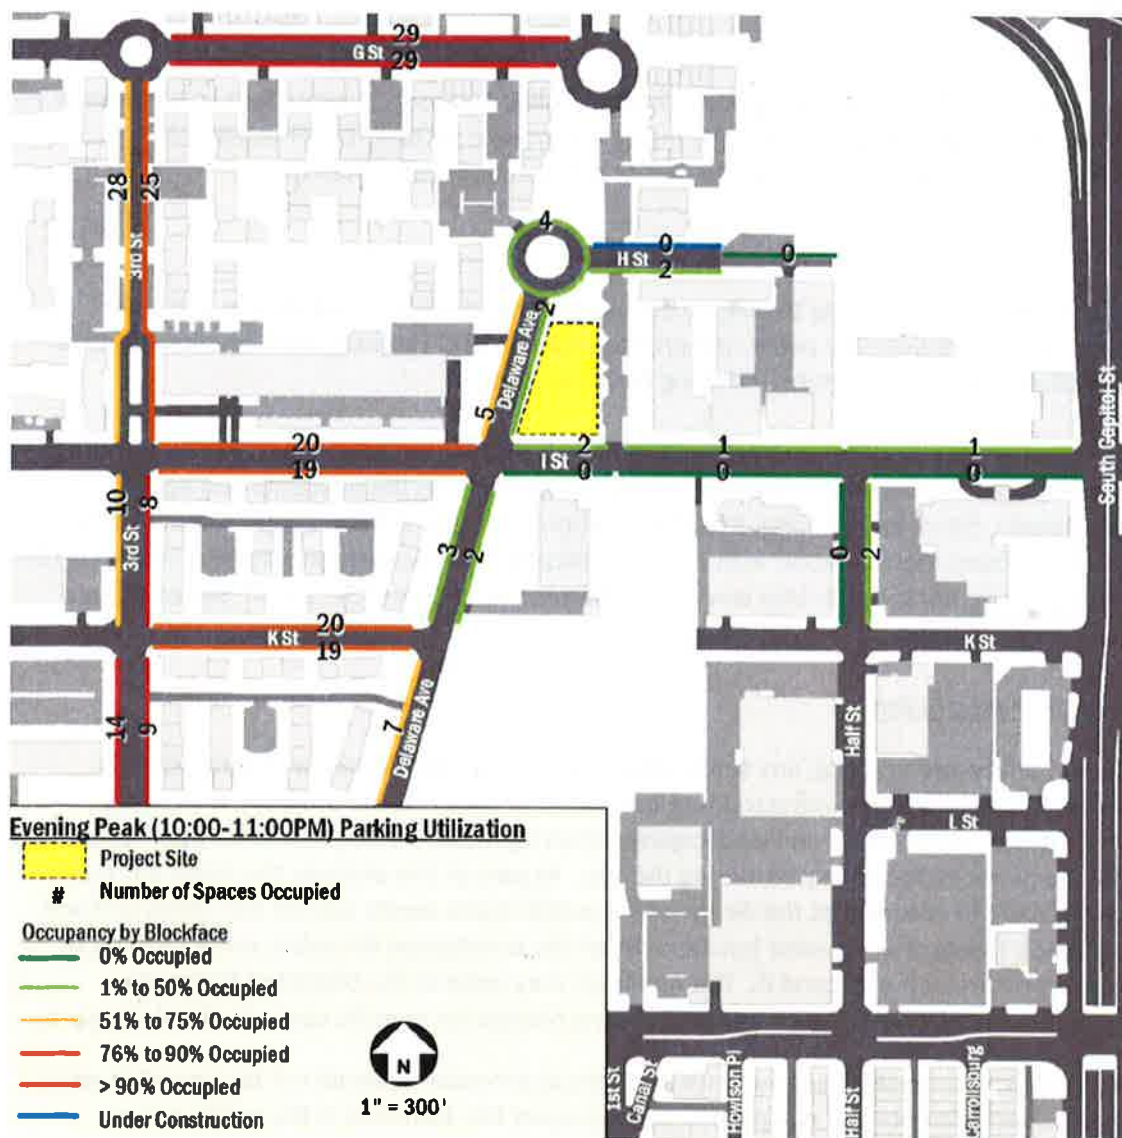 29
G St
29
28
25
3rd St
4
0
H St
2
0
2
Delaware Ave
5
South Capitol St
20
19
I St
2
0
1
0
1
0
10
8
3rd St
3
2
0
2
20
K St
19
K St
14
9
7
Delaware Ave
Half St
L St
Evening Peak (10:00-11:00PM) Parking Utilization
Project Site
# Number of Spaces Occupied
Occupancy by Blockface
0% Occupied
1% to 50% Occupied
51% to 75% Occupied
76% to 90% Occupied
> 90% Occupied
Under Construction
N
1" = 300'
1st St
Canal St
Howison Pl
Half St
Carrollsburg